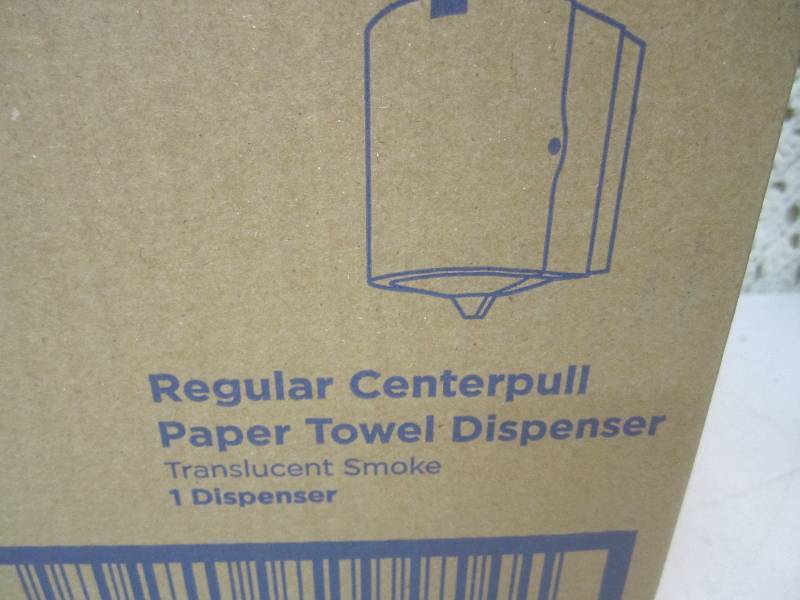 Regular Centerpull
Paper Towel Dispenser
Translucent Smoke
1 Dispenser